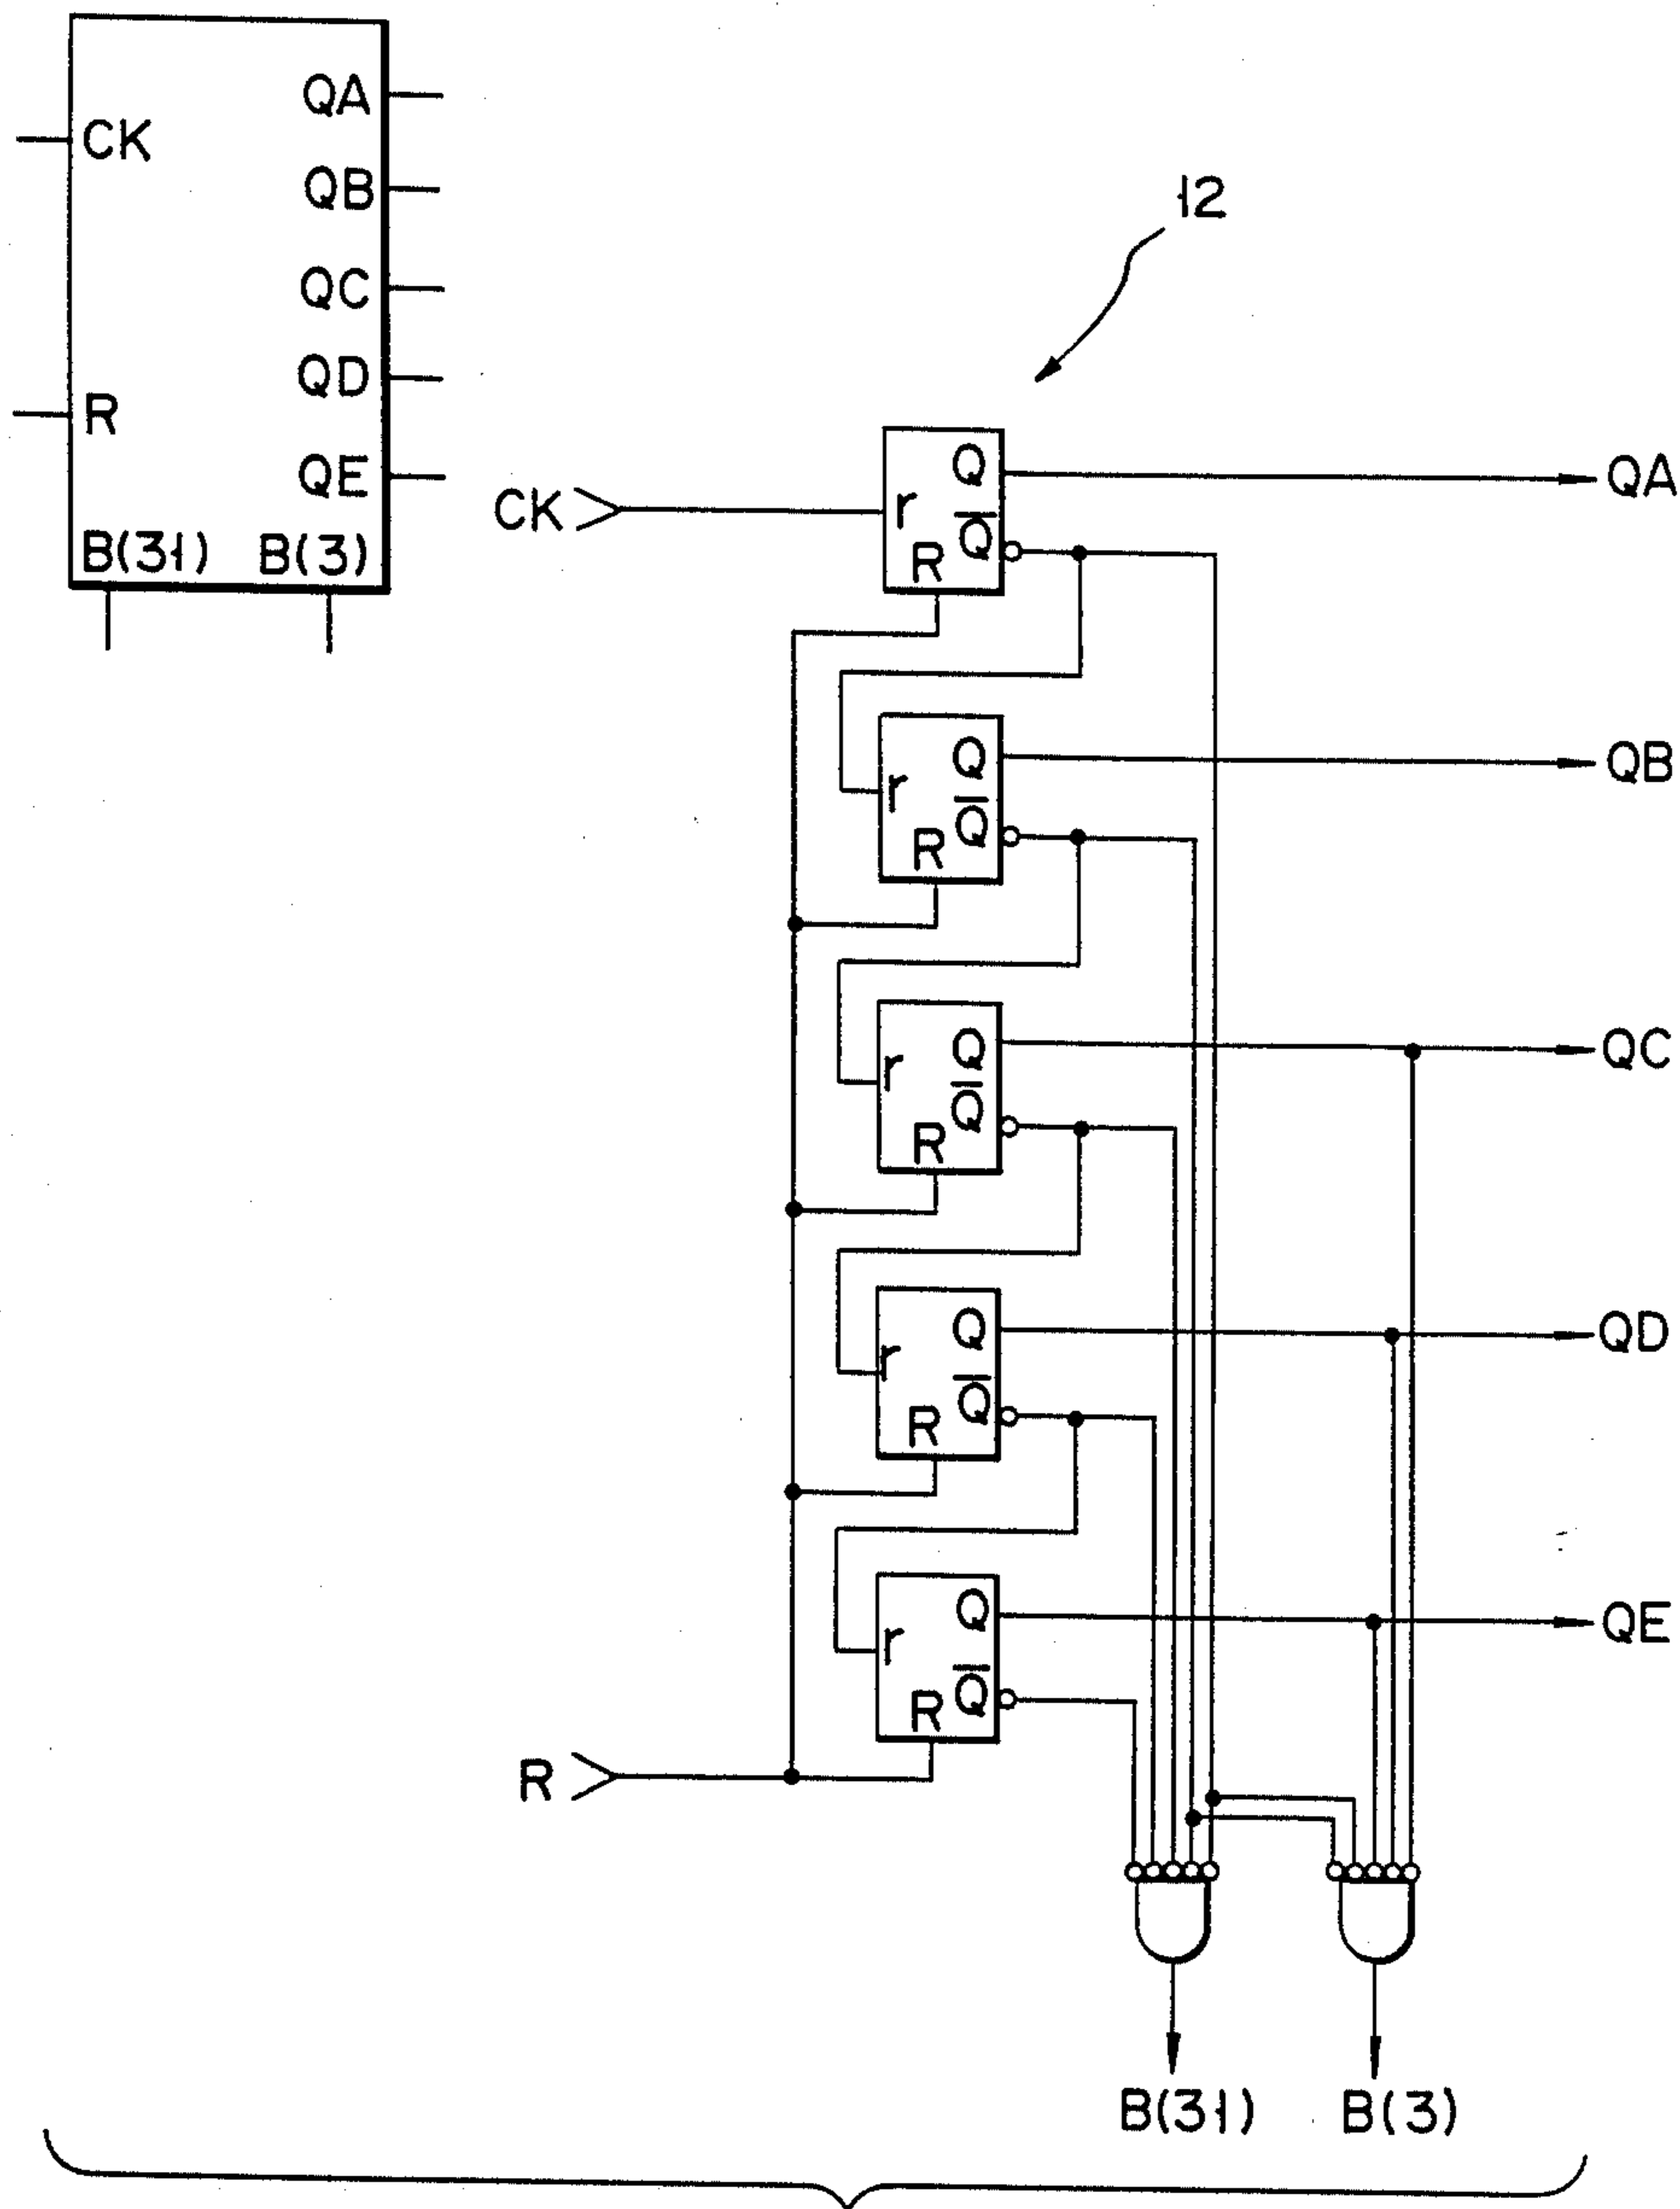 CK
R
QA
QB
QC
QD
QE
B(31) B(3)
12
CK
r Q Q̅ R
QA
r Q Q̅ R
QB
r Q Q̅ R
QC
r Q Q̅ R
QD
r Q Q̅ R
QE
R
B(31) B(3)